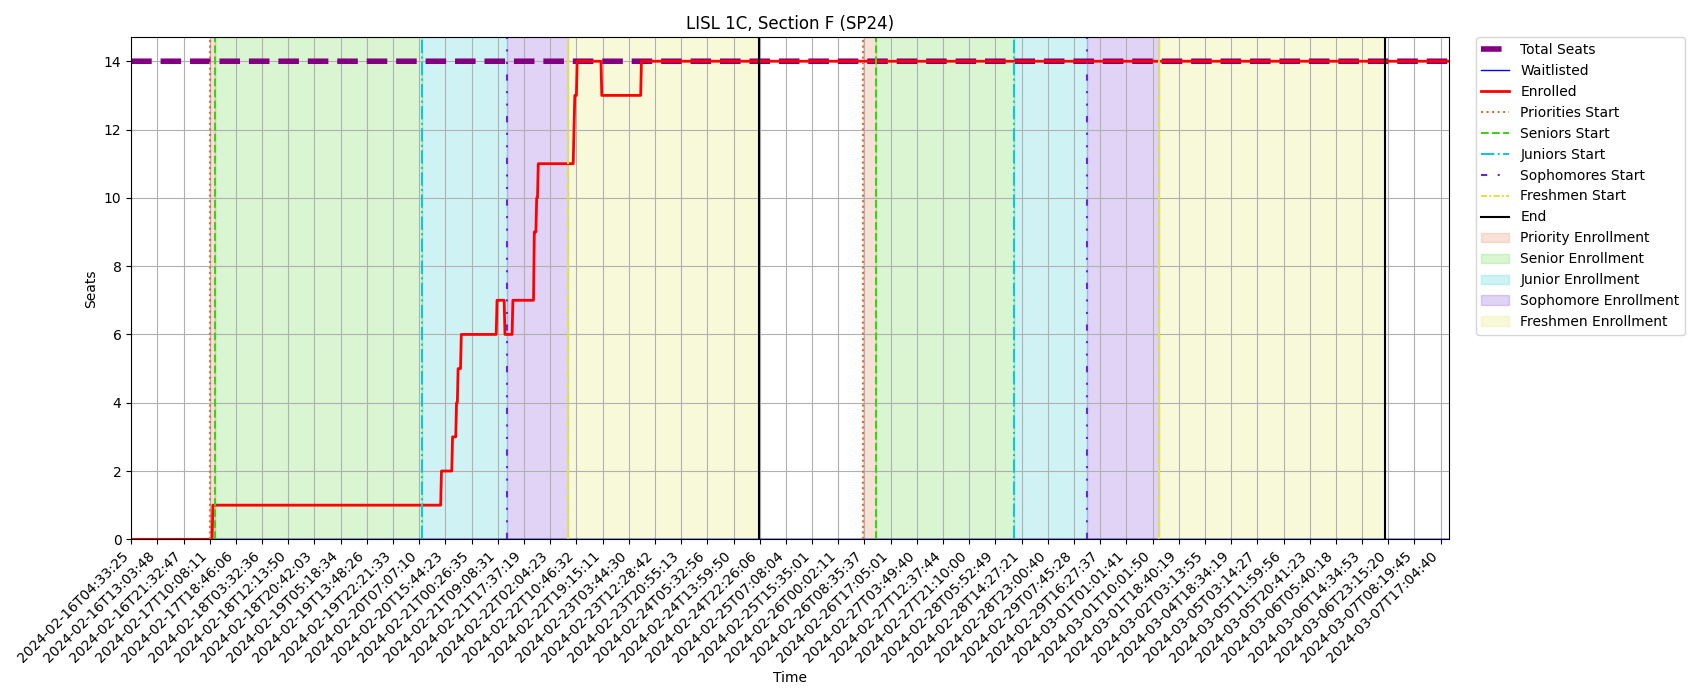 LISL 1C, Section F (SP24)
Seats
14
12
10
8
6
4
2
0
2024-02-16T04:33:25
2024-02-16T13:03:48
2024-02-16T21:32:47
2024-02-17T10:08:11
2024-02-17T18:46:06
2024-02-18T03:32:36
2024-02-18T12:13:50
2024-02-18T20:42:03
2024-02-19T05:18:34
2024-02-19T13:48:26
2024-02-19T22:21:33
2024-02-20T07:07:10
2024-02-20T15:44:23
2024-02-21T00:26:35
2024-02-21T09:08:31
2024-02-21T17:37:19
2024-02-22T02:04:23
2024-02-22T10:46:32
2024-02-22T19:15:11
2024-02-23T03:44:30
2024-02-23T12:28:42
2024-02-23T20:55:13
2024-02-24T05:32:56
2024-02-24T13:59:50
2024-02-24T22:26:06
2024-02-25T07:08:04
2024-02-25T15:35:01
2024-02-26T00:02:11
2024-02-26T08:35:37
2024-02-26T17:05:01
2024-02-27T03:49:40
2024-02-27T12:37:44
2024-02-27T21:10:00
2024-02-28T05:52:49
2024-02-28T14:27:21
2024-02-28T23:00:40
2024-02-29T07:45:28
2024-02-29T16:27:37
2024-03-01T01:01:41
2024-03-01T10:01:50
2024-03-01T18:40:19
2024-03-02T03:13:55
2024-03-04T18:34:19
2024-03-05T03:14:27
2024-03-05T11:59:56
2024-03-05T20:41:23
2024-03-06T05:40:18
2024-03-06T14:34:53
2024-03-06T23:15:20
2024-03-07T08:19:45
2024-03-07T17:04:40
Time
Total Seats
Waitlisted
Enrolled
Priorities Start
Seniors Start
Juniors Start
Sophomores Start
Freshmen Start
End
Priority Enrollment
Senior Enrollment
Junior Enrollment
Sophomore Enrollment
Freshmen Enrollment